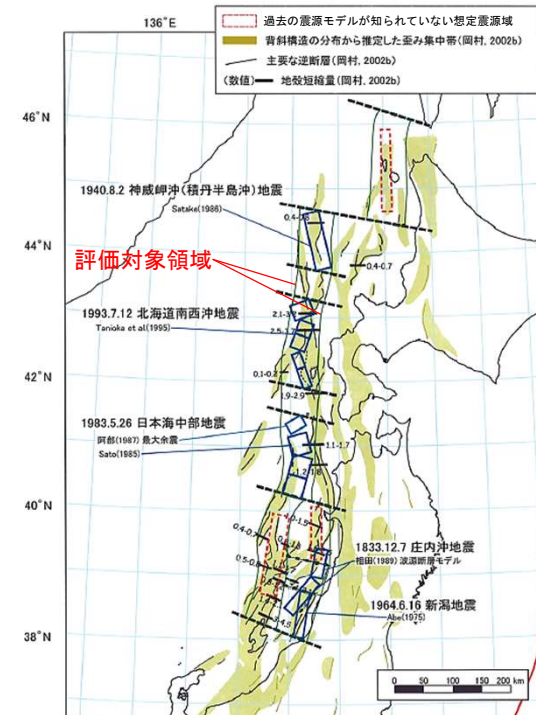 136°E
過去の震源モデルが知られていない想定震源域
背斜構造の分布から推定した歪み集中帯(岡村, 2002b)
主要な逆断層(岡村, 2002b)
(数値) 地殻短縮量(岡村, 2002b)
46°N
1940.8.2 神威岬沖(積丹半島沖)地震
Satake(1986)
44°N
評価対象領域
0.4-0.7
1993.7.12 北海道南西沖地震
Tanioka et al(1995)
42°N
1.9-2.9
1983.5.26 日本海中部地震
阿部(1987) 最大余震
Sato(1985)
1.1-1.7
40°N
1833.12.7 庄内沖地震
相田(1989) 波源断層モデル
1964.6.16 新潟地震
Abe(1975)
38°N
0 50 100 150 200 km